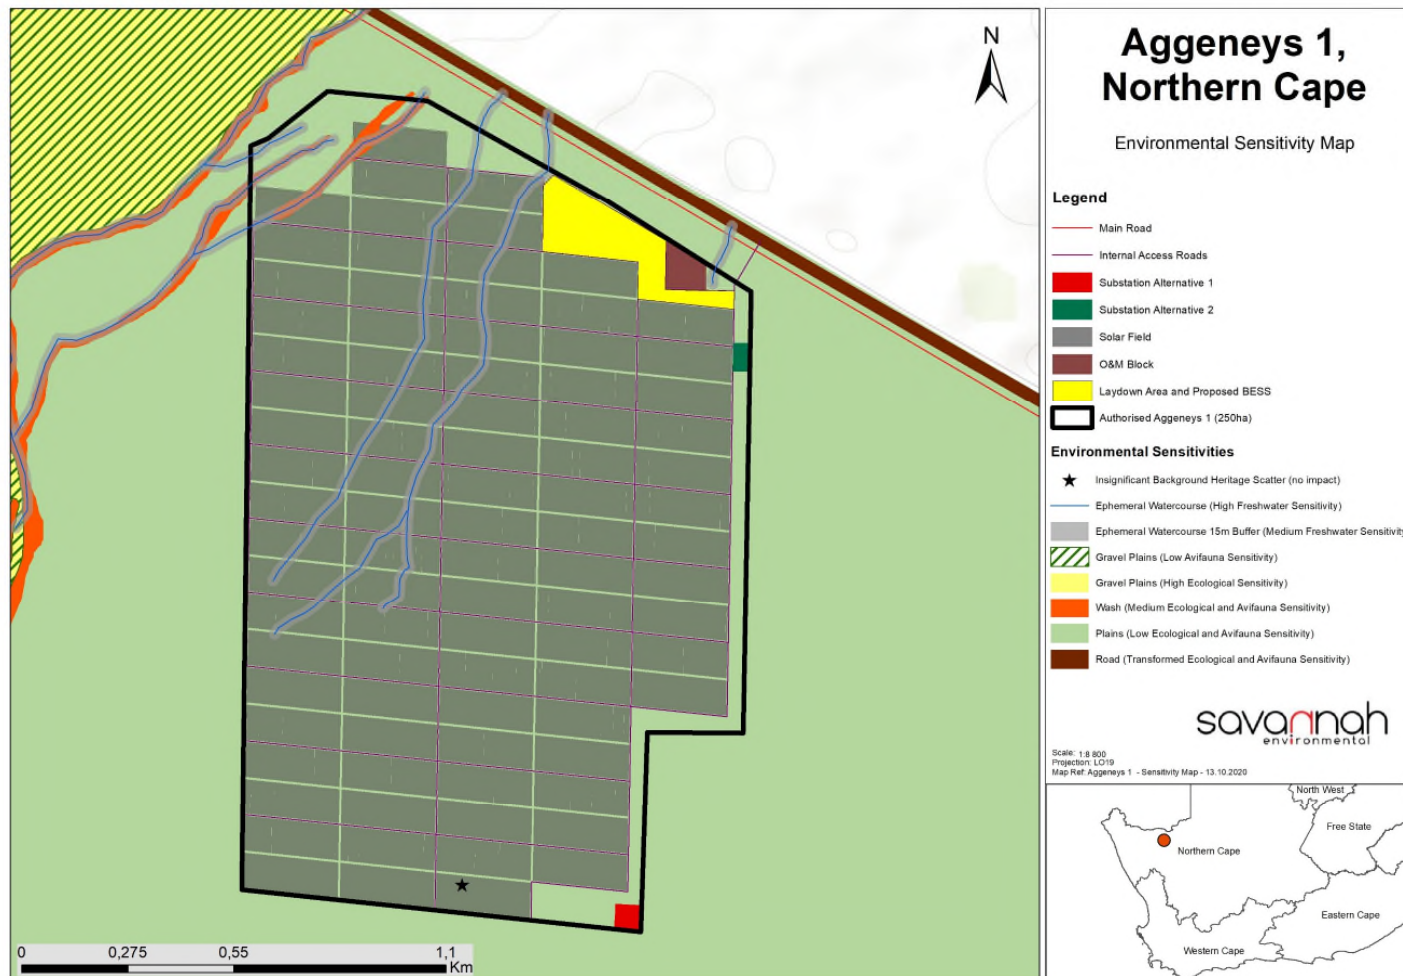 Aggeneys 1,
Northern Cape
Environmental Sensitivity Map
N
Legend
Main Road
Internal Access Roads
Substation Alternative 1
Substation Alternative 2
Solar Field
O&M Block
Laydown Area and Proposed BESS
Authorised Aggeneys 1 (250ha)
Environmental Sensitivities
Insignificant Background Heritage Scatter (no impact)
Ephemeral Watercourse (High Freshwater Sensitivity)
Ephemeral Watercourse 15m Buffer (Medium Freshwater Sensitivity
Gravel Plains (Low Avifauna Sensitivity)
Gravel Plains (High Ecological Sensitivity)
Wash (Medium Ecological and Avifauna Sensitivity)
Plains (Low Ecological and Avifauna Sensitivity)
Road (Transformed Ecological and Avifauna Sensitivity)
savannah
environmental
Scale: 1:8 800
Projection: LO19
Map Ref: Aggeneys 1 - Sensitivity Map - 13.10.2020
North West
Free State
Northern Cape
Eastern Cape
Western Cape
0 0,275 0,55 1,1
Km